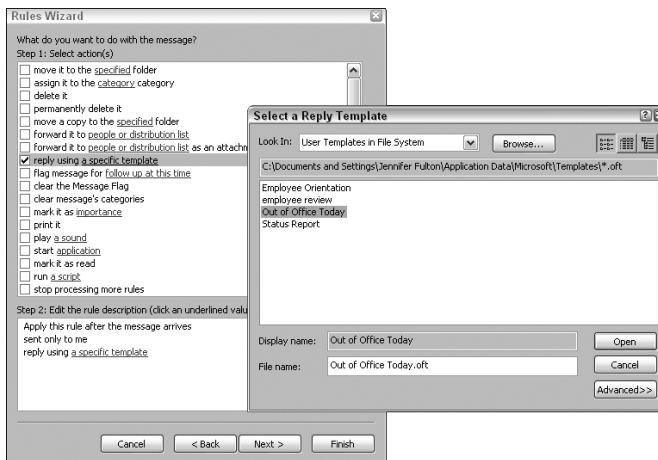 Rules Wizard
What do you want to do with the message?
Step 1: Select action(s)
move it to the specified folder
assign it to the category category
delete it
permanently delete it
move a copy to the specified folder
forward it to people or distribution list
forward it to people or distribution list as an attachm
reply using a specific template
flag message for follow up at this time
clear the Message Flag
clear message's categories
mark it as importance
print it
play a sound
start application
mark it as read
run a script
stop processing more rules
Step 2: Edit the rule description (click an underlined valu
Apply this rule after the message arrives
sent only to me
reply using a specific template
Cancel
< Back
Next >
Finish
Select a Reply Template
Look In:
User Templates in File System
Browse...
C:\Documents and Settings\Jennifer Fulton\Application Data\Microsoft\Templates\*.oft
Employee Orientation
employee review
Out of Office Today
Status Report
Display name:
Out of Office Today
Open
File name:
Out of Office Today.oft
Cancel
Advanced>>